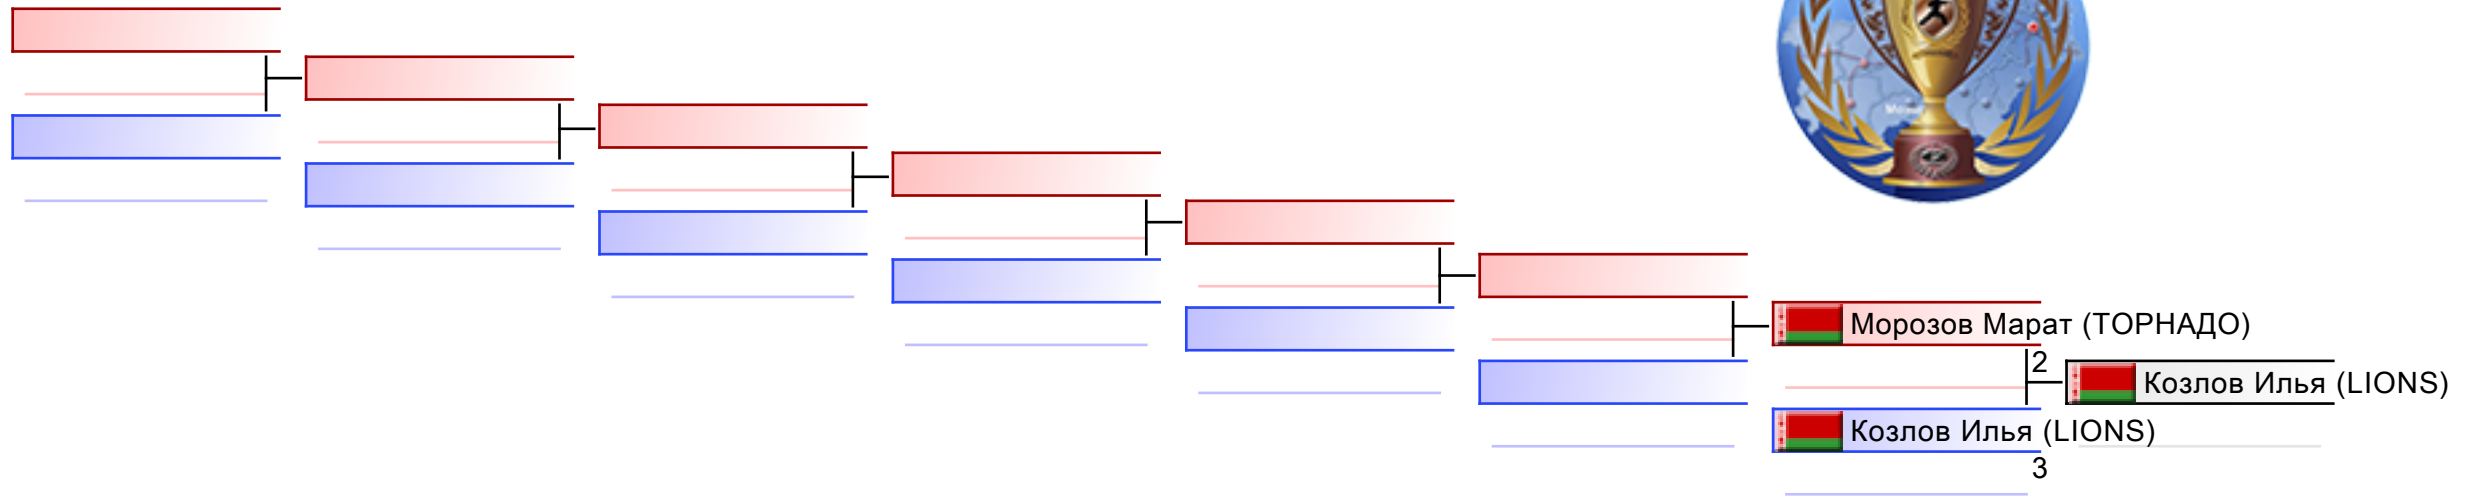 Морозов Марат (ТОРНАДО)
2
Козлов Илья (LIONS)
Козлов Илья (LIONS)
3